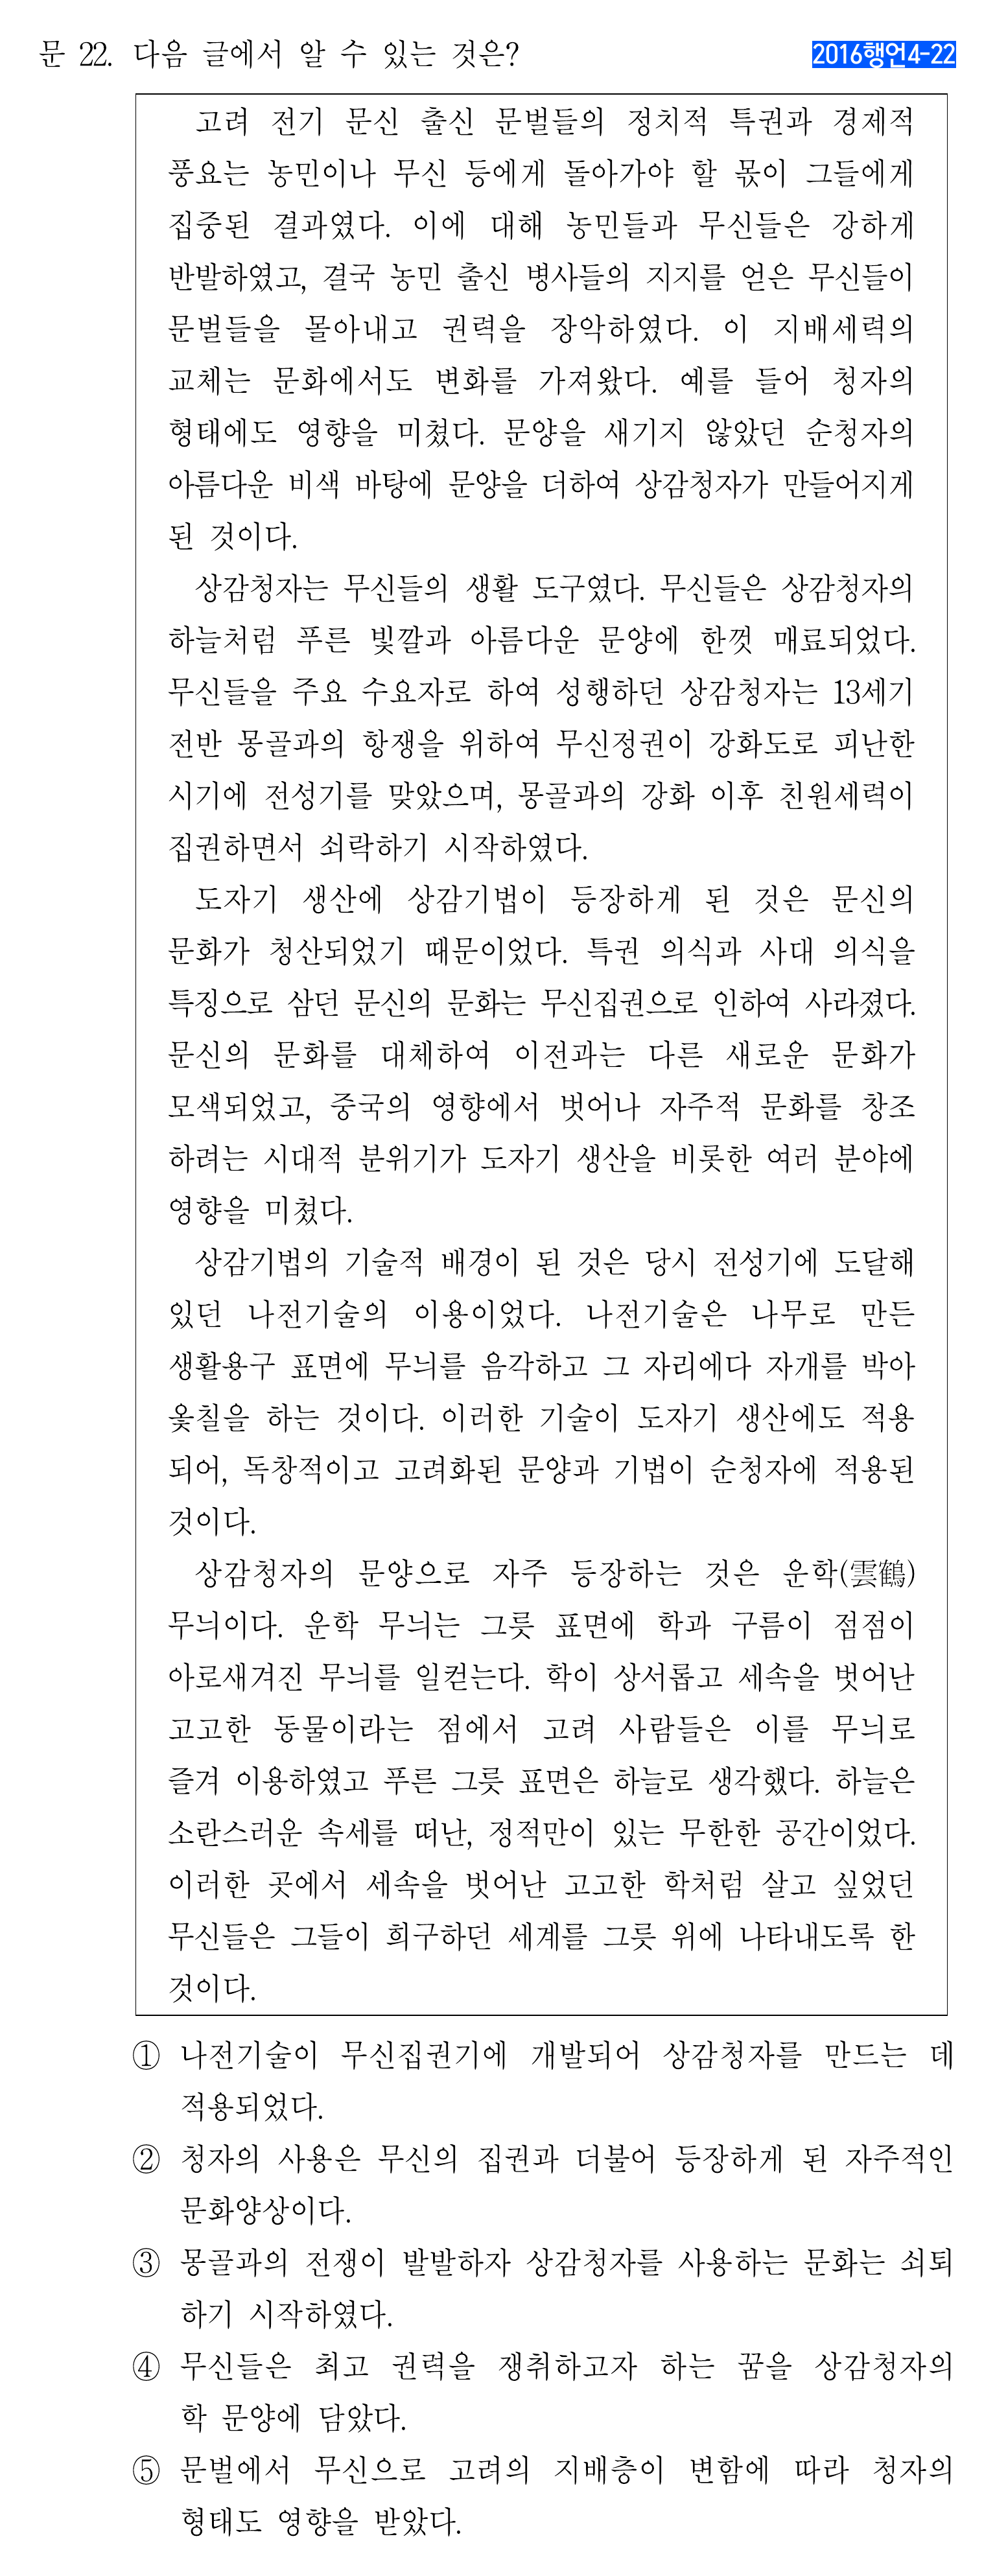 문 22. 다음 글에서 알 수 있는 것은?
2016행언4-22
고려 전기 문신 출신 문벌들의 정치적 특권과 경제적
풍요는 농민이나 무신 등에게 돌아가야 할 몫이 그들에게
집중된 결과였다. 이에 대해 농민들과 무신들은 강하게
반발하였고, 결국 농민 출신 병사들의 지지를 얻은 무신들이
문벌들을 몰아내고 권력을 장악하였다. 이 지배세력의
교체는 문화에서도 변화를 가져왔다. 예를 들어 청자의
형태에도 영향을 미쳤다. 문양을 새기지 않았던 순청자의
아름다운 비색 바탕에 문양을 더하여 상감청자가 만들어지게
된 것이다.
상감청자는 무신들의 생활 도구였다. 무신들은 상감청자의
하늘처럼 푸른 빛깔과 아름다운 문양에 한껏 매료되었다.
무신들을 주요 수요자로 하여 성행하던 상감청자는 13세기
전반 몽골과의 항쟁을 위하여 무신정권이 강화도로 피난한
시기에 전성기를 맞았으며, 몽골과의 강화 이후 친원세력이
집권하면서 쇠락하기 시작하였다.
도자기 생산에 상감기법이 등장하게 된 것은 문신의
문화가 청산되었기 때문이었다. 특권 의식과 사대 의식을
특징으로 삼던 문신의 문화는 무신집권으로 인하여 사라졌다.
문신의 문화를 대체하여 이전과는 다른 새로운 문화가
모색되었고, 중국의 영향에서 벗어나 자주적 문화를 창조
하려는 시대적 분위기가 도자기 생산을 비롯한 여러 분야에
영향을 미쳤다.
상감기법의 기술적 배경이 된 것은 당시 전성기에 도달해
있던 나전기술의 이용이었다. 나전기술은 나무로 만든
생활용구 표면에 무늬를 음각하고 그 자리에다 자개를 박아
옻칠을 하는 것이다. 이러한 기술이 도자기 생산에도 적용
되어, 독창적이고 고려화된 문양과 기법이 순청자에 적용된
것이다.
상감청자의 문양으로 자주 등장하는 것은 운학(雲鶴)
무늬이다. 운학 무늬는 그릇 표면에 학과 구름이 점점이
아로새겨진 무늬를 일컫는다. 학이 상서롭고 세속을 벗어난
고고한 동물이라는 점에서 고려 사람들은 이를 무늬로
즐겨 이용하였고 푸른 그릇 표면은 하늘로 생각했다. 하늘은
소란스러운 속세를 떠난, 정적만이 있는 무한한 공간이었다.
이러한 곳에서 세속을 벗어난 고고한 학처럼 살고 싶었던
무신들은 그들이 희구하던 세계를 그릇 위에 나타내도록 한
것이다.
① 나전기술이 무신집권기에 개발되어 상감청자를 만드는 데
적용되었다.
② 청자의 사용은 무신의 집권과 더불어 등장하게 된 자주적인
문화양상이다.
③ 몽골과의 전쟁이 발발하자 상감청자를 사용하는 문화는 쇠퇴
하기 시작하였다.
④ 무신들은 최고 권력을 쟁취하고자 하는 꿈을 상감청자의
학 문양에 담았다.
⑤ 문벌에서 무신으로 고려의 지배층이 변함에 따라 청자의
형태도 영향을 받았다.